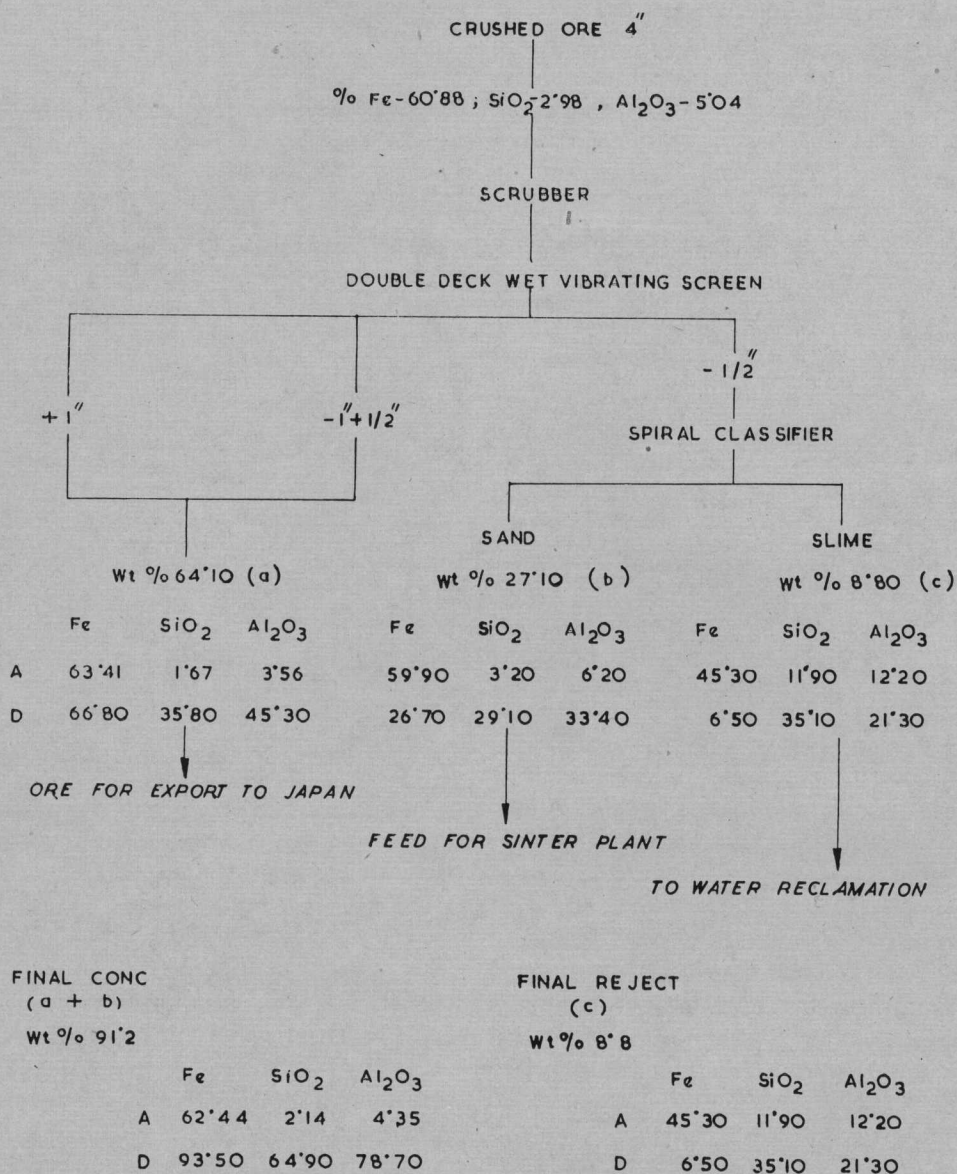 CRUSHED ORE 4"
% Fe-60.88 ; SiO2-2.98 , Al2O3-5.04
SCRUBBER
DOUBLE DECK WET VIBRATING SCREEN
+ 1"
-1"+1/2"
- 1/2"
SPIRAL CLASSIFIER
SAND
SLIME
Wt % 64.10 (a)
Wt % 27.10 (b)
Wt % 8.80 (c)
Fe SiO2 Al2O3 Fe SiO2 Al2O3 Fe SiO2 Al2O3
A 63.41 1.67 3.56 59.90 3.20 6.20 45.30 11.90 12.20
D 66.80 35.80 45.30 26.70 29.10 33.40 6.50 35.10 21.30
ORE FOR EXPORT TO JAPAN
FEED FOR SINTER PLANT
TO WATER RECLAMATION
FINAL CONC
(a + b)
Wt % 91.2
Fe SiO2 Al2O3
A 62.44 2.14 4.35
D 93.50 64.90 78.70
FINAL REJECT
(c)
Wt % 8.8
Fe SiO2 Al2O3
A 45.30 11.90 12.20
D 6.50 35.10 21.30